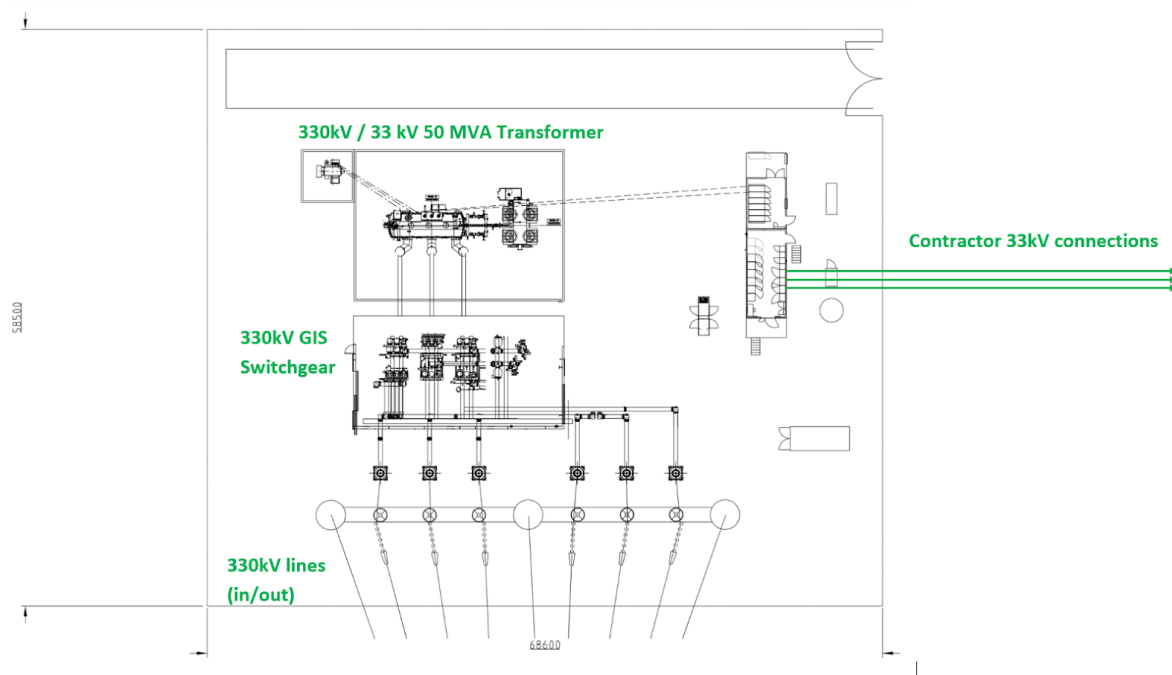 330kV / 33 kV 50 MVA Transformer
Contractor 33kV connections
58500
330kV GIS
Switchgear
330kV lines
(in/out)
68600